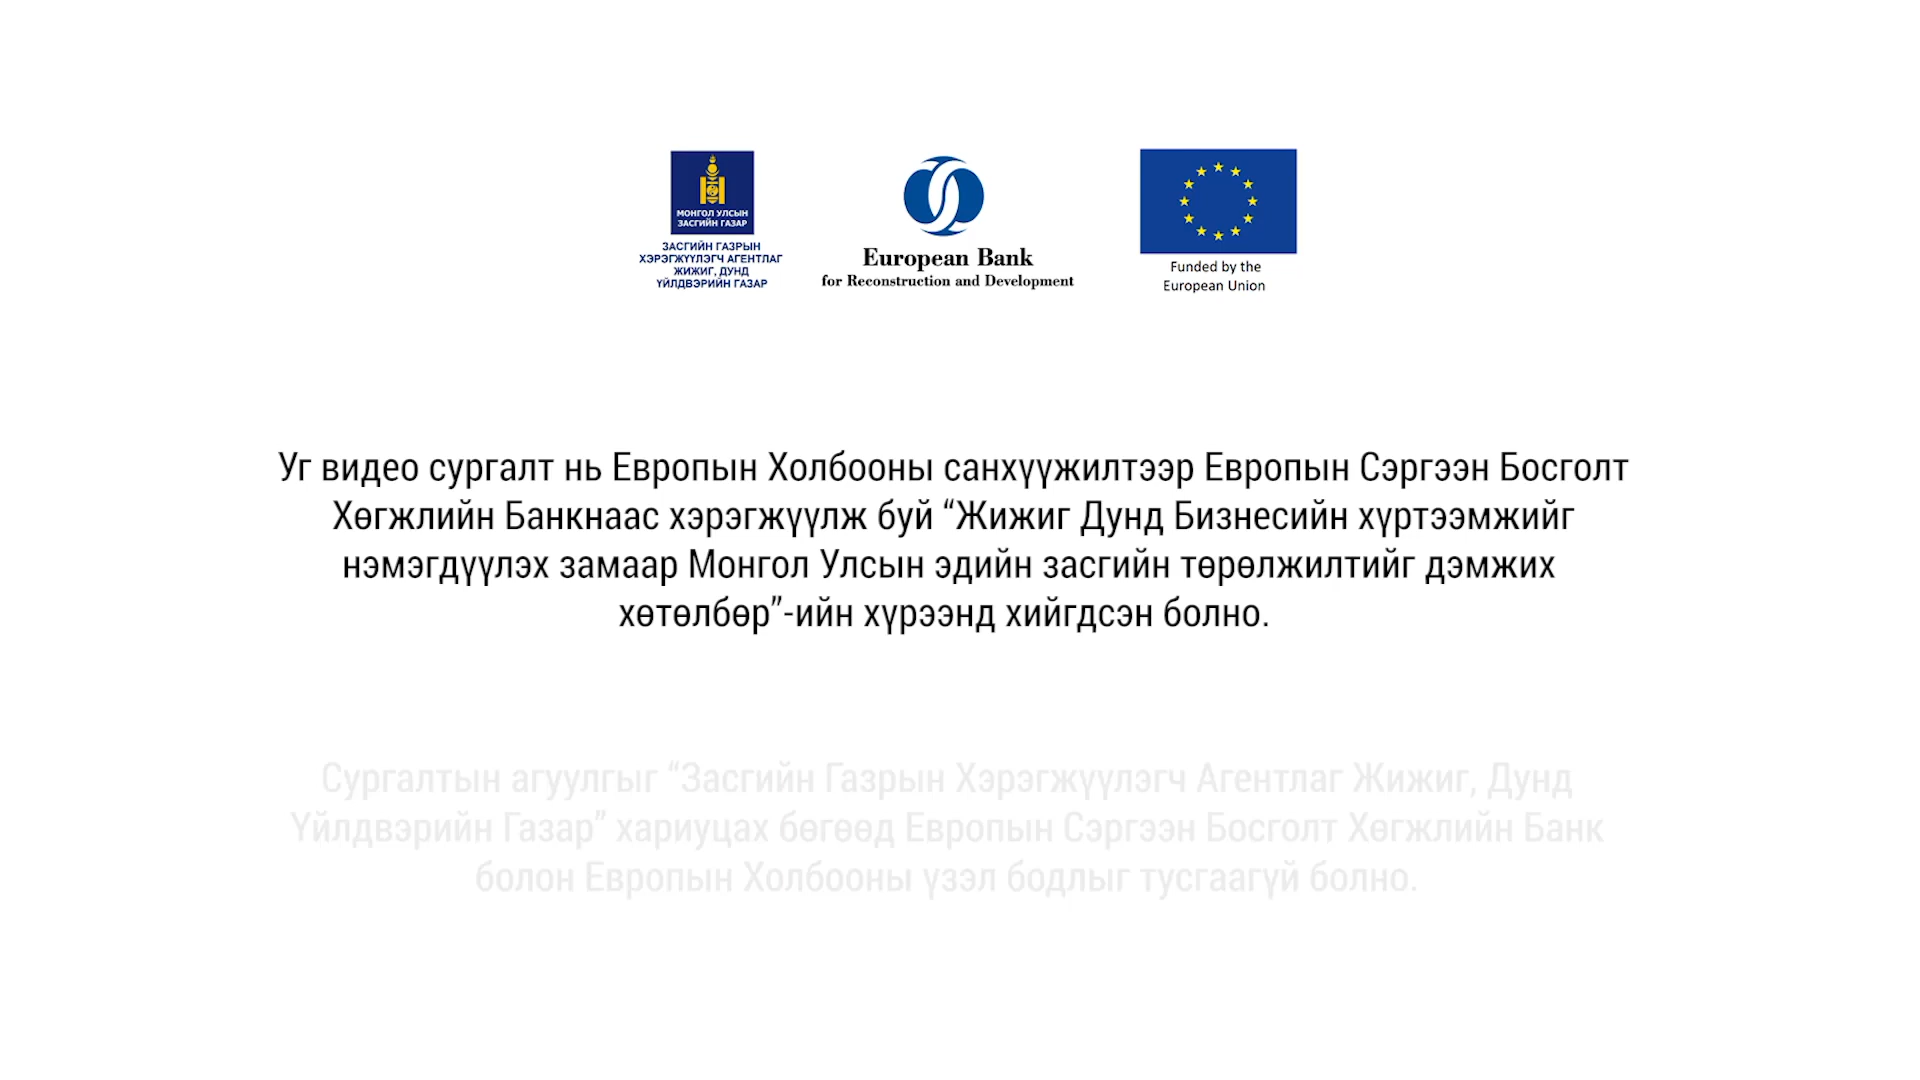 МОНГОЛ УЛСЫН
ЗАСГИЙН ГАЗАР
ЗАСГИЙН ГАЗРЫН
ХЭРЭГЖҮҮЛЭГЧ АГЕНТЛАГ
ЖИЖИГ, ДУНД
ҮЙЛДВЭРИЙН ГАЗАР
European Bank
for Reconstruction and Development
Funded by the
European Union
Уг видео сургалт нь Европын Холбооны санхүүжилтээр Европын Сэргээн Босголт
Хөгжлийн Банкнаас хэрэгжүүлж буй “Жижиг Дунд Бизнесийн хүртээмжийг
нэмэгдүүлэх замаар Монгол Улсын эдийн засгийн төрөлжилтийг дэмжих
хөтөлбөр”-ийн хүрээнд хийгдсэн болно.
Сургалтын агуулгыг “Засгийн Газрын Хэрэгжүүлэгч Агентлаг Жижиг, Дунд
Үйлдвэрийн Газар” хариуцах бөгөөд Европын Сэргээн Босголт Хөгжлийн Банк
болон Европын Холбооны үзэл бодлыг тусгаагүй болно.